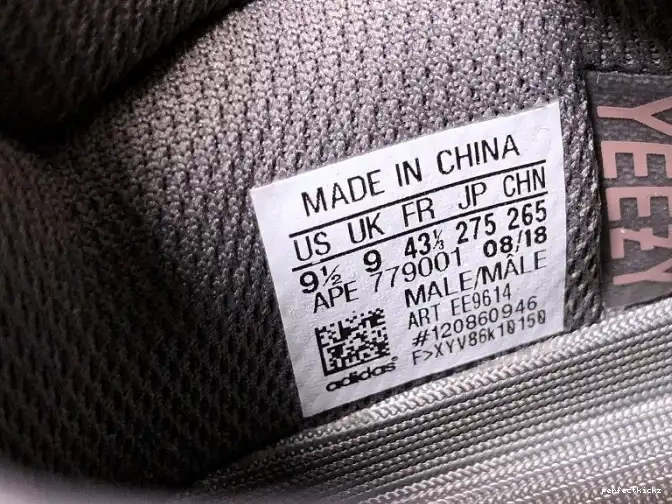 MADE IN CHINA
US UK FR JP CHN
9½ 9 43⅓ 275 265
APE 779001 08/18
MALE/MÂLE
ART EE9614
#120860946
F>XYV86k10150
adidas
YEEZY
perfectkickz